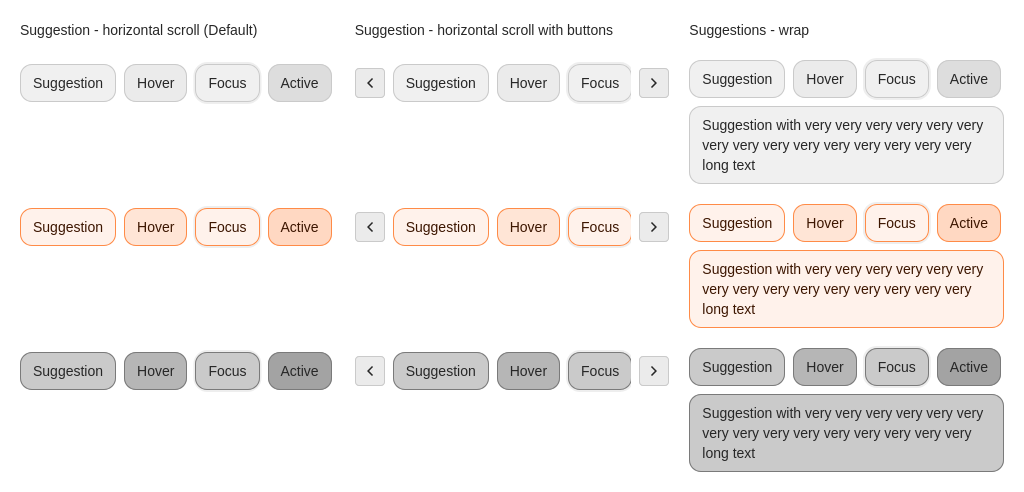 Suggestion - horizontal scroll (Default)
Suggestion - horizontal scroll with buttons
Suggestions - wrap
Suggestion Hover Focus Active
Suggestion Hover Focus
Suggestion Hover Focus Active
Suggestion with very very very very very very
very very very very very very very very very
long text
Suggestion Hover Focus Active
Suggestion Hover Focus
Suggestion Hover Focus Active
Suggestion with very very very very very very
very very very very very very very very very
long text
Suggestion Hover Focus Active
Suggestion Hover Focus
Suggestion Hover Focus Active
Suggestion with very very very very very very
very very very very very very very very very
long text